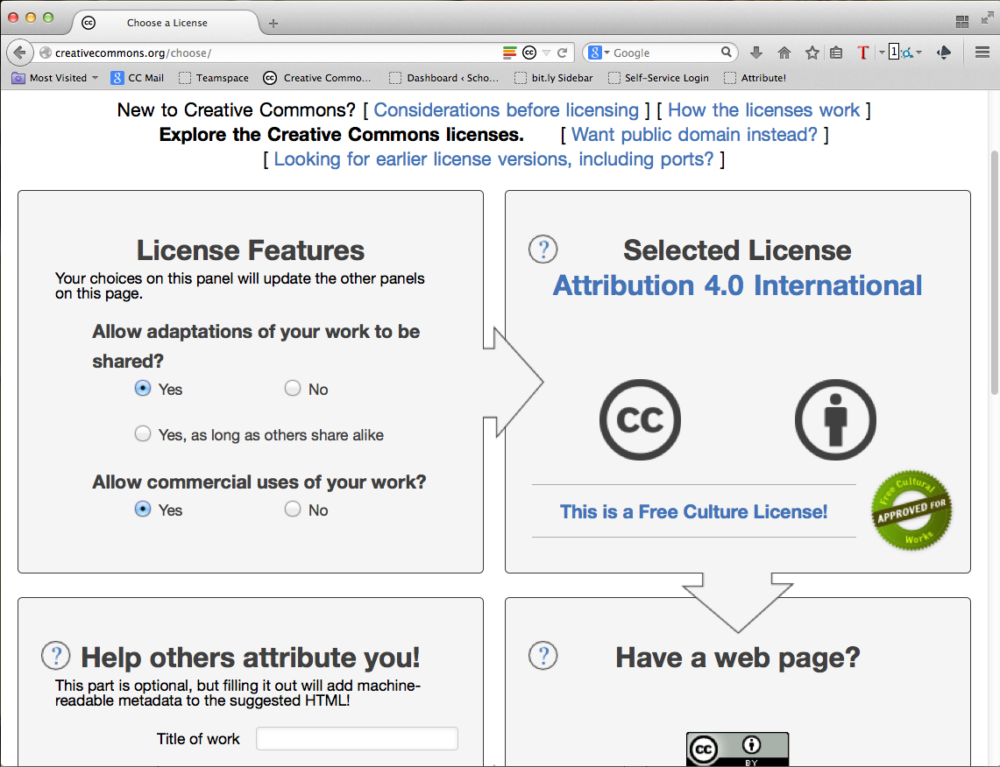 Choose a License
creativecommons.org/choose/
Google
1
Most Visited
CC Mail
Teamspace
Creative Commo...
Dashboard ‹ Scho...
bit.ly Sidebar
Self-Service Login
Attribute!
New to Creative Commons? [ Considerations before licensing ] [ How the licenses work ]
Explore the Creative Commons licenses. [ Want public domain instead? ]
[ Looking for earlier license versions, including ports? ]
License Features
Your choices on this panel will update the other panels
on this page.
Allow adaptations of your work to be
shared?
Yes No
Yes, as long as others share alike
Allow commercial uses of your work?
Yes No
? Selected License
Attribution 4.0 International
cc
This is a Free Culture License!
Free Cultural
APPROVED FOR
Works
? Help others attribute you!
This part is optional, but filling it out will add machine-
readable metadata to the suggested HTML!
Title of work
? Have a web page?
cc
BY